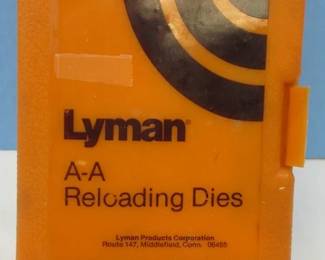 Lyman®
A-A
Reloading Dies
Lyman Products Corporation
Route 147, Middlefield, Conn. 06455